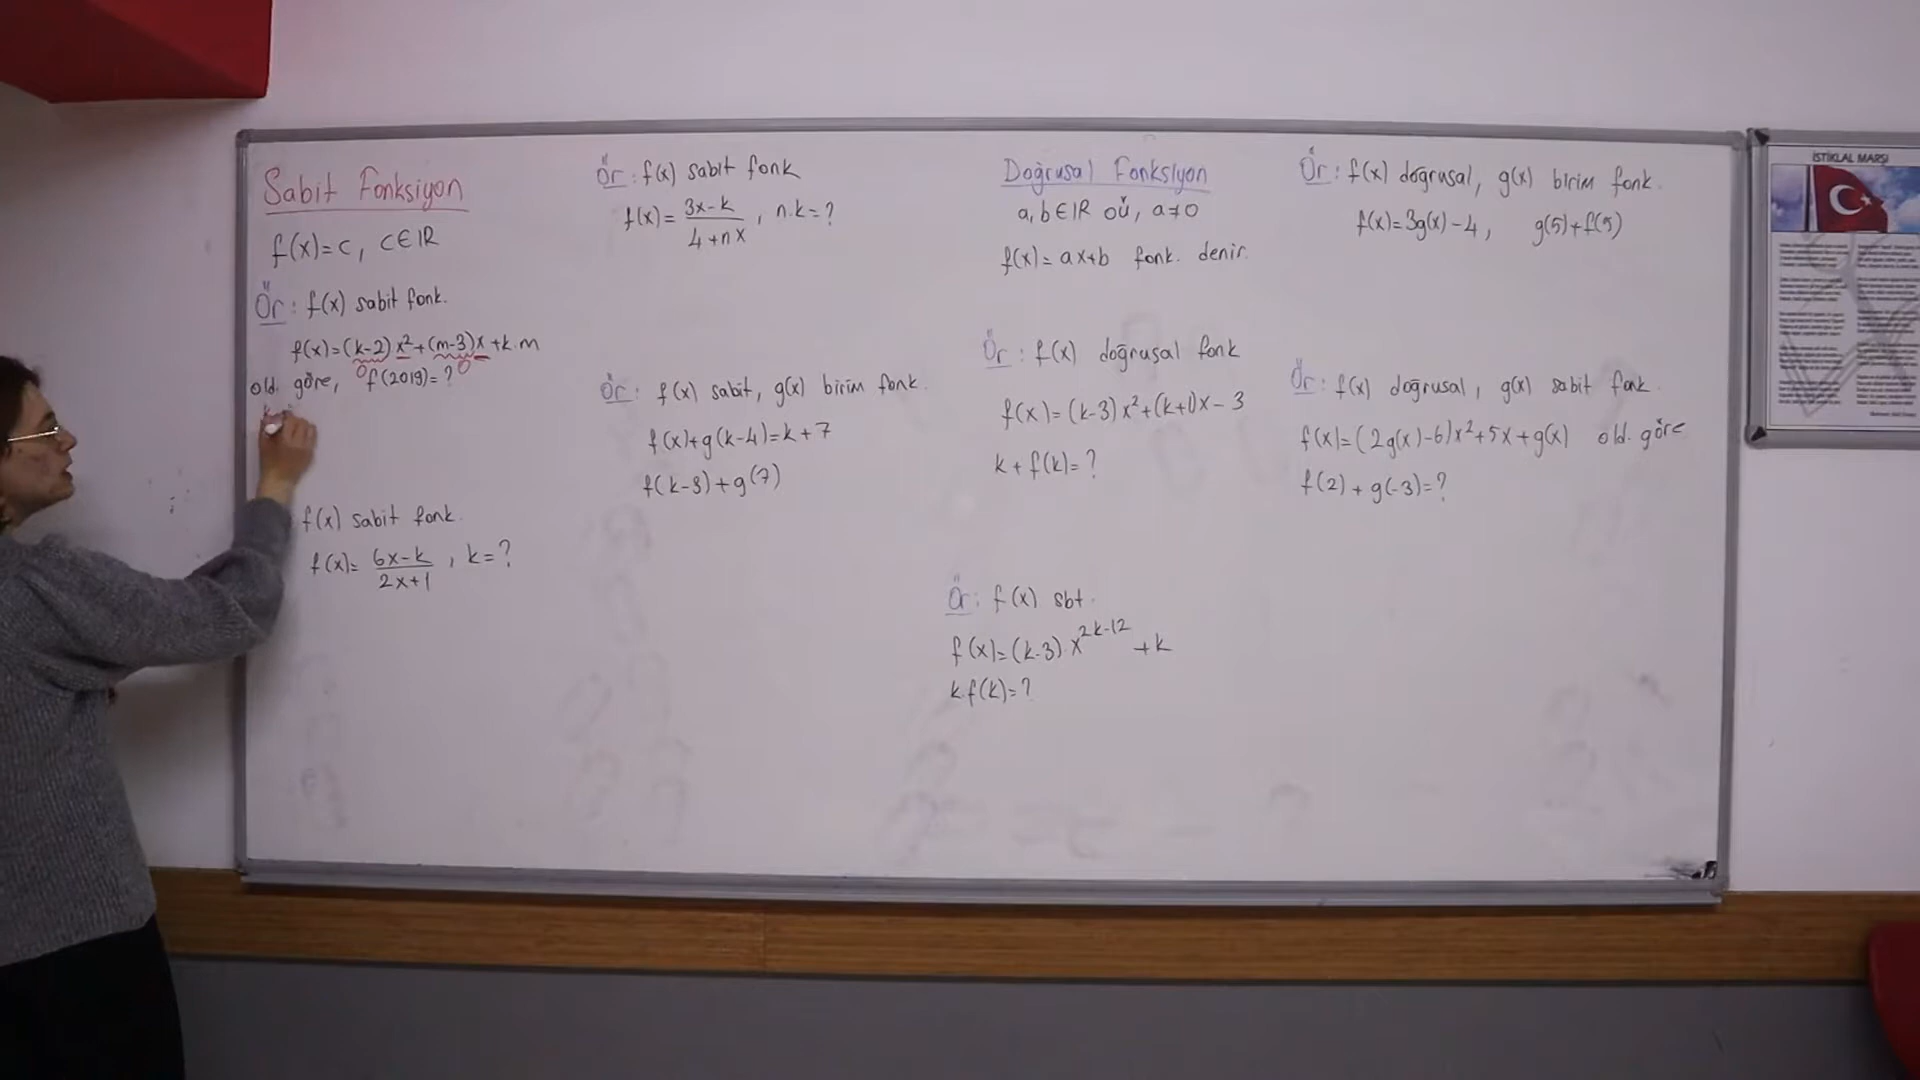 Sabit Fonksiyon
f(x)=c, c∈IR
Ör: f(x) sabit fonk.
f(x)=(k-2)x²+(m-3)x+k.m
0 0
old. göre, f(2019)=?
f(x) sabit fonk.
f(x)= (6x-k)/(2x+1), k=?
Ör: f(x) sabit fonk
f(x)= (3x-k)/(4+nx), n.k=?
Ör: f(x) sabit, g(x) birim fonk.
f(x)+g(k-4)=k+7
f(k-3)+g(7)
Doğrusal Fonksiyon
a,b∈IR oü, a≠0
f(x)=ax+b fonk. denir.
Ör: f(x) doğrusal fonk
f(x)=(k-3)x²+(k+1)x-3
k+f(k)=?
Ör: f(x) sbt.
f(x)=(k-3).x^(2k-12)+k
k.f(k)=?
Ör: f(x) doğrusal, g(x) birim fonk.
f(x)=3g(x)-4, g(5)+f(5)
Ör: f(x) doğrusal, g(x) sabit fonk.
f(x)=(2g(x)-6)x²+5x+g(x) old. göre
f(2)+g(-3)=?
İSTİKLAL MARŞI